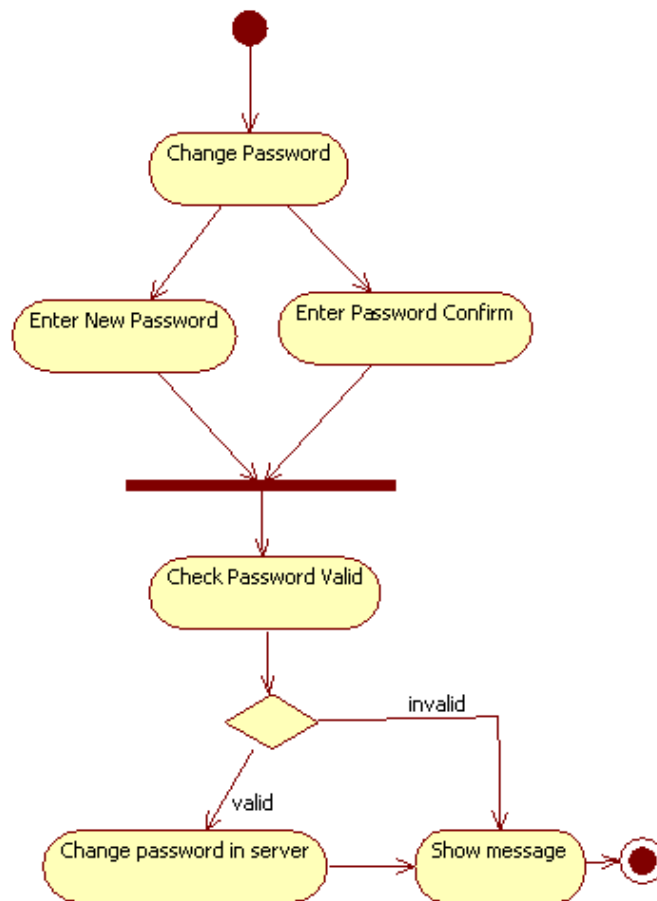 Change Password
Enter New Password
Enter Password Confirm
Check Password Valid
invalid
valid
Change password in server
Show message